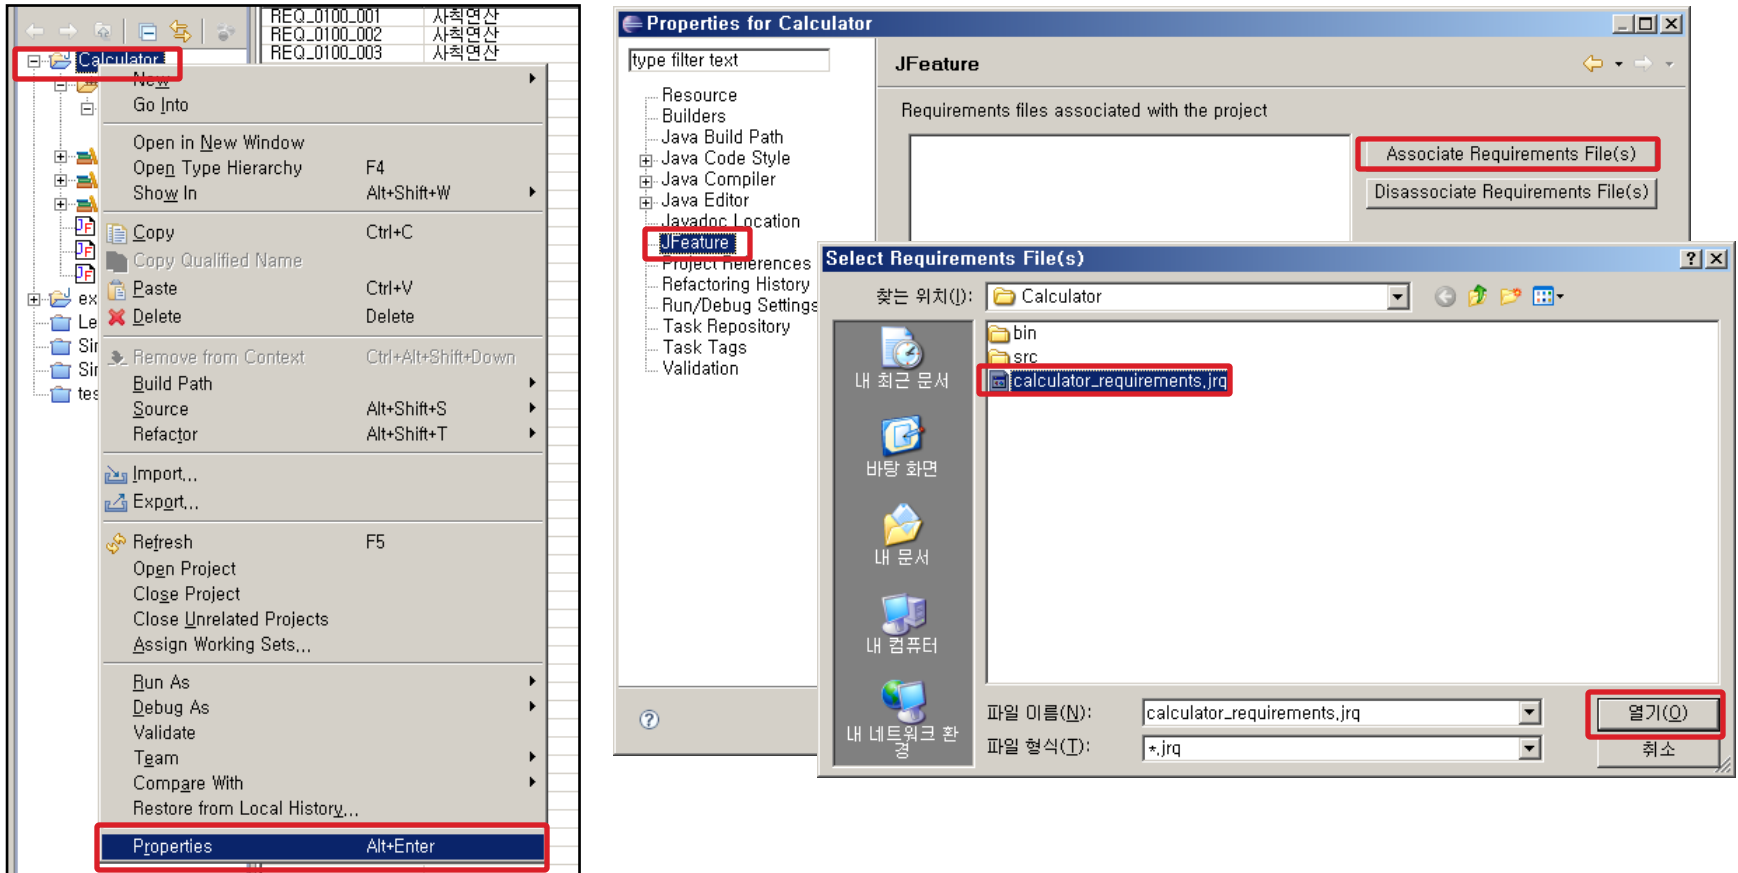 REQ_0100_001 사칙연산
REQ_0100_002 사칙연산
REQ_0100_003 사칙연산
Calculator
New
Go Into
Open in New Window
Open Type Hierarchy F4
Show In Alt+Shift+W
Copy Ctrl+C
Copy Qualified Name
Paste Ctrl+V
Delete Delete
Remove from Context Ctrl+Alt+Shift+Down
Build Path
Source Alt+Shift+S
Refactor Alt+Shift+T
Import...
Export...
Refresh F5
Open Project
Close Project
Close Unrelated Projects
Assign Working Sets...
Run As
Debug As
Validate
Team
Compare With
Restore from Local History...
Properties Alt+Enter
ex
Le
Sir
Sir
tes
Properties for Calculator
type filter text
Resource
Builders
Java Build Path
Java Code Style
Java Compiler
Java Editor
Javadoc Location
JFeature
Project References
Refactoring History
Run/Debug Settings
Task Repository
Task Tags
Validation
JFeature
Requirements files associated with the project
Associate Requirements File(s)
Disassociate Requirements File(s)
Select Requirements File(s)
찾는 위치(I): Calculator
내 최근 문서
바탕 화면
내 문서
내 컴퓨터
내 네트워크 환
경
bin
src
calculator_requirements.jrq
파일 이름(N): calculator_requirements.jrq
열기(O)
파일 형식(T): *.jrq
취소